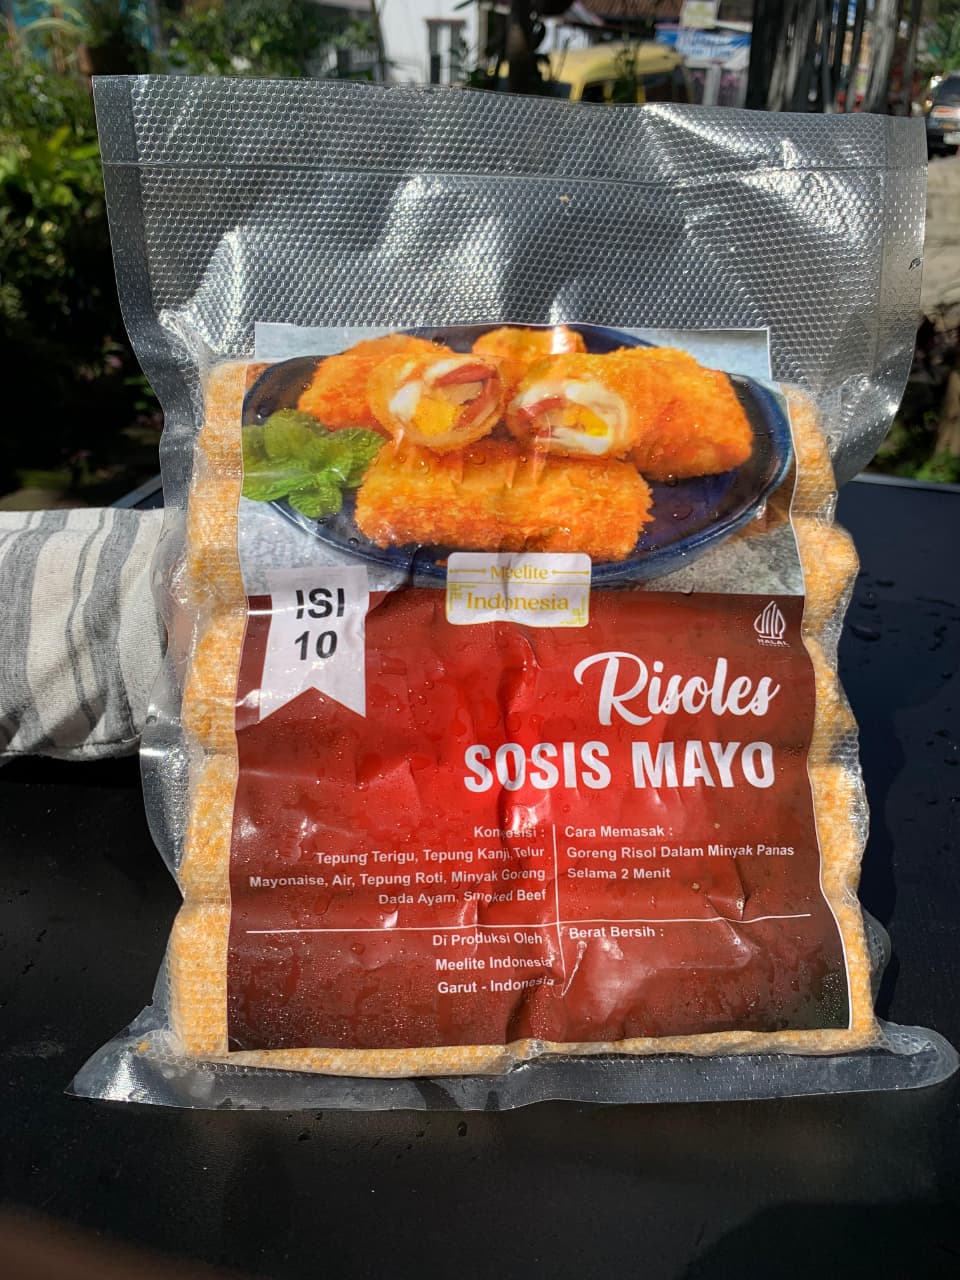 Meelite
Indonesia
ISI
10
HALAL
Risoles
SOSIS MAYO
Komposisi :
Tepung Terigu, Tepung Kanji, Telur
Mayonaise, Air, Tepung Roti, Minyak Goreng
Dada Ayam, Smoked Beef
Cara Memasak :
Goreng Risol Dalam Minyak Panas
Selama 2 Menit
Di Produksi Oleh :
Meelite Indonesia
Garut - Indonesia
Berat Bersih :